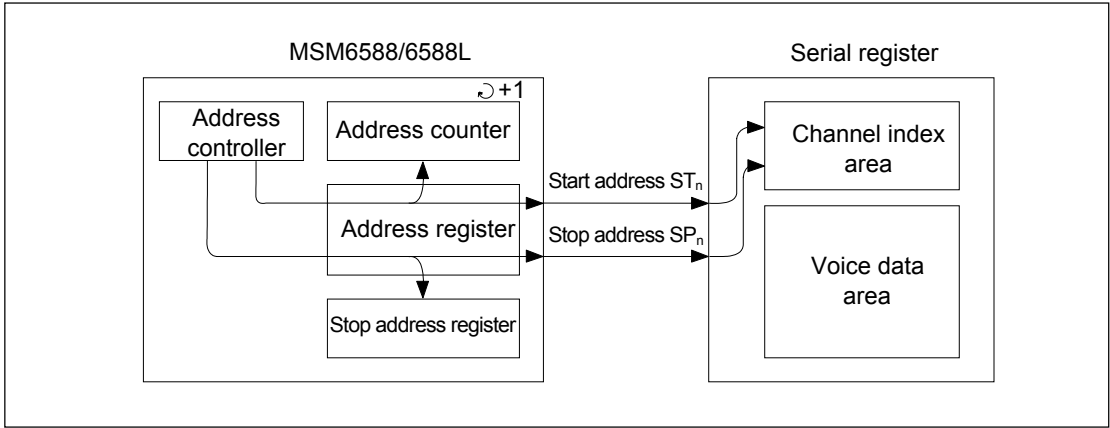 MSM6588/6588L
Serial register
+1
Address
controller
Address counter
Channel index
area
Start address STₙ
Address register
Stop address SPₙ
Voice data
area
Stop address register